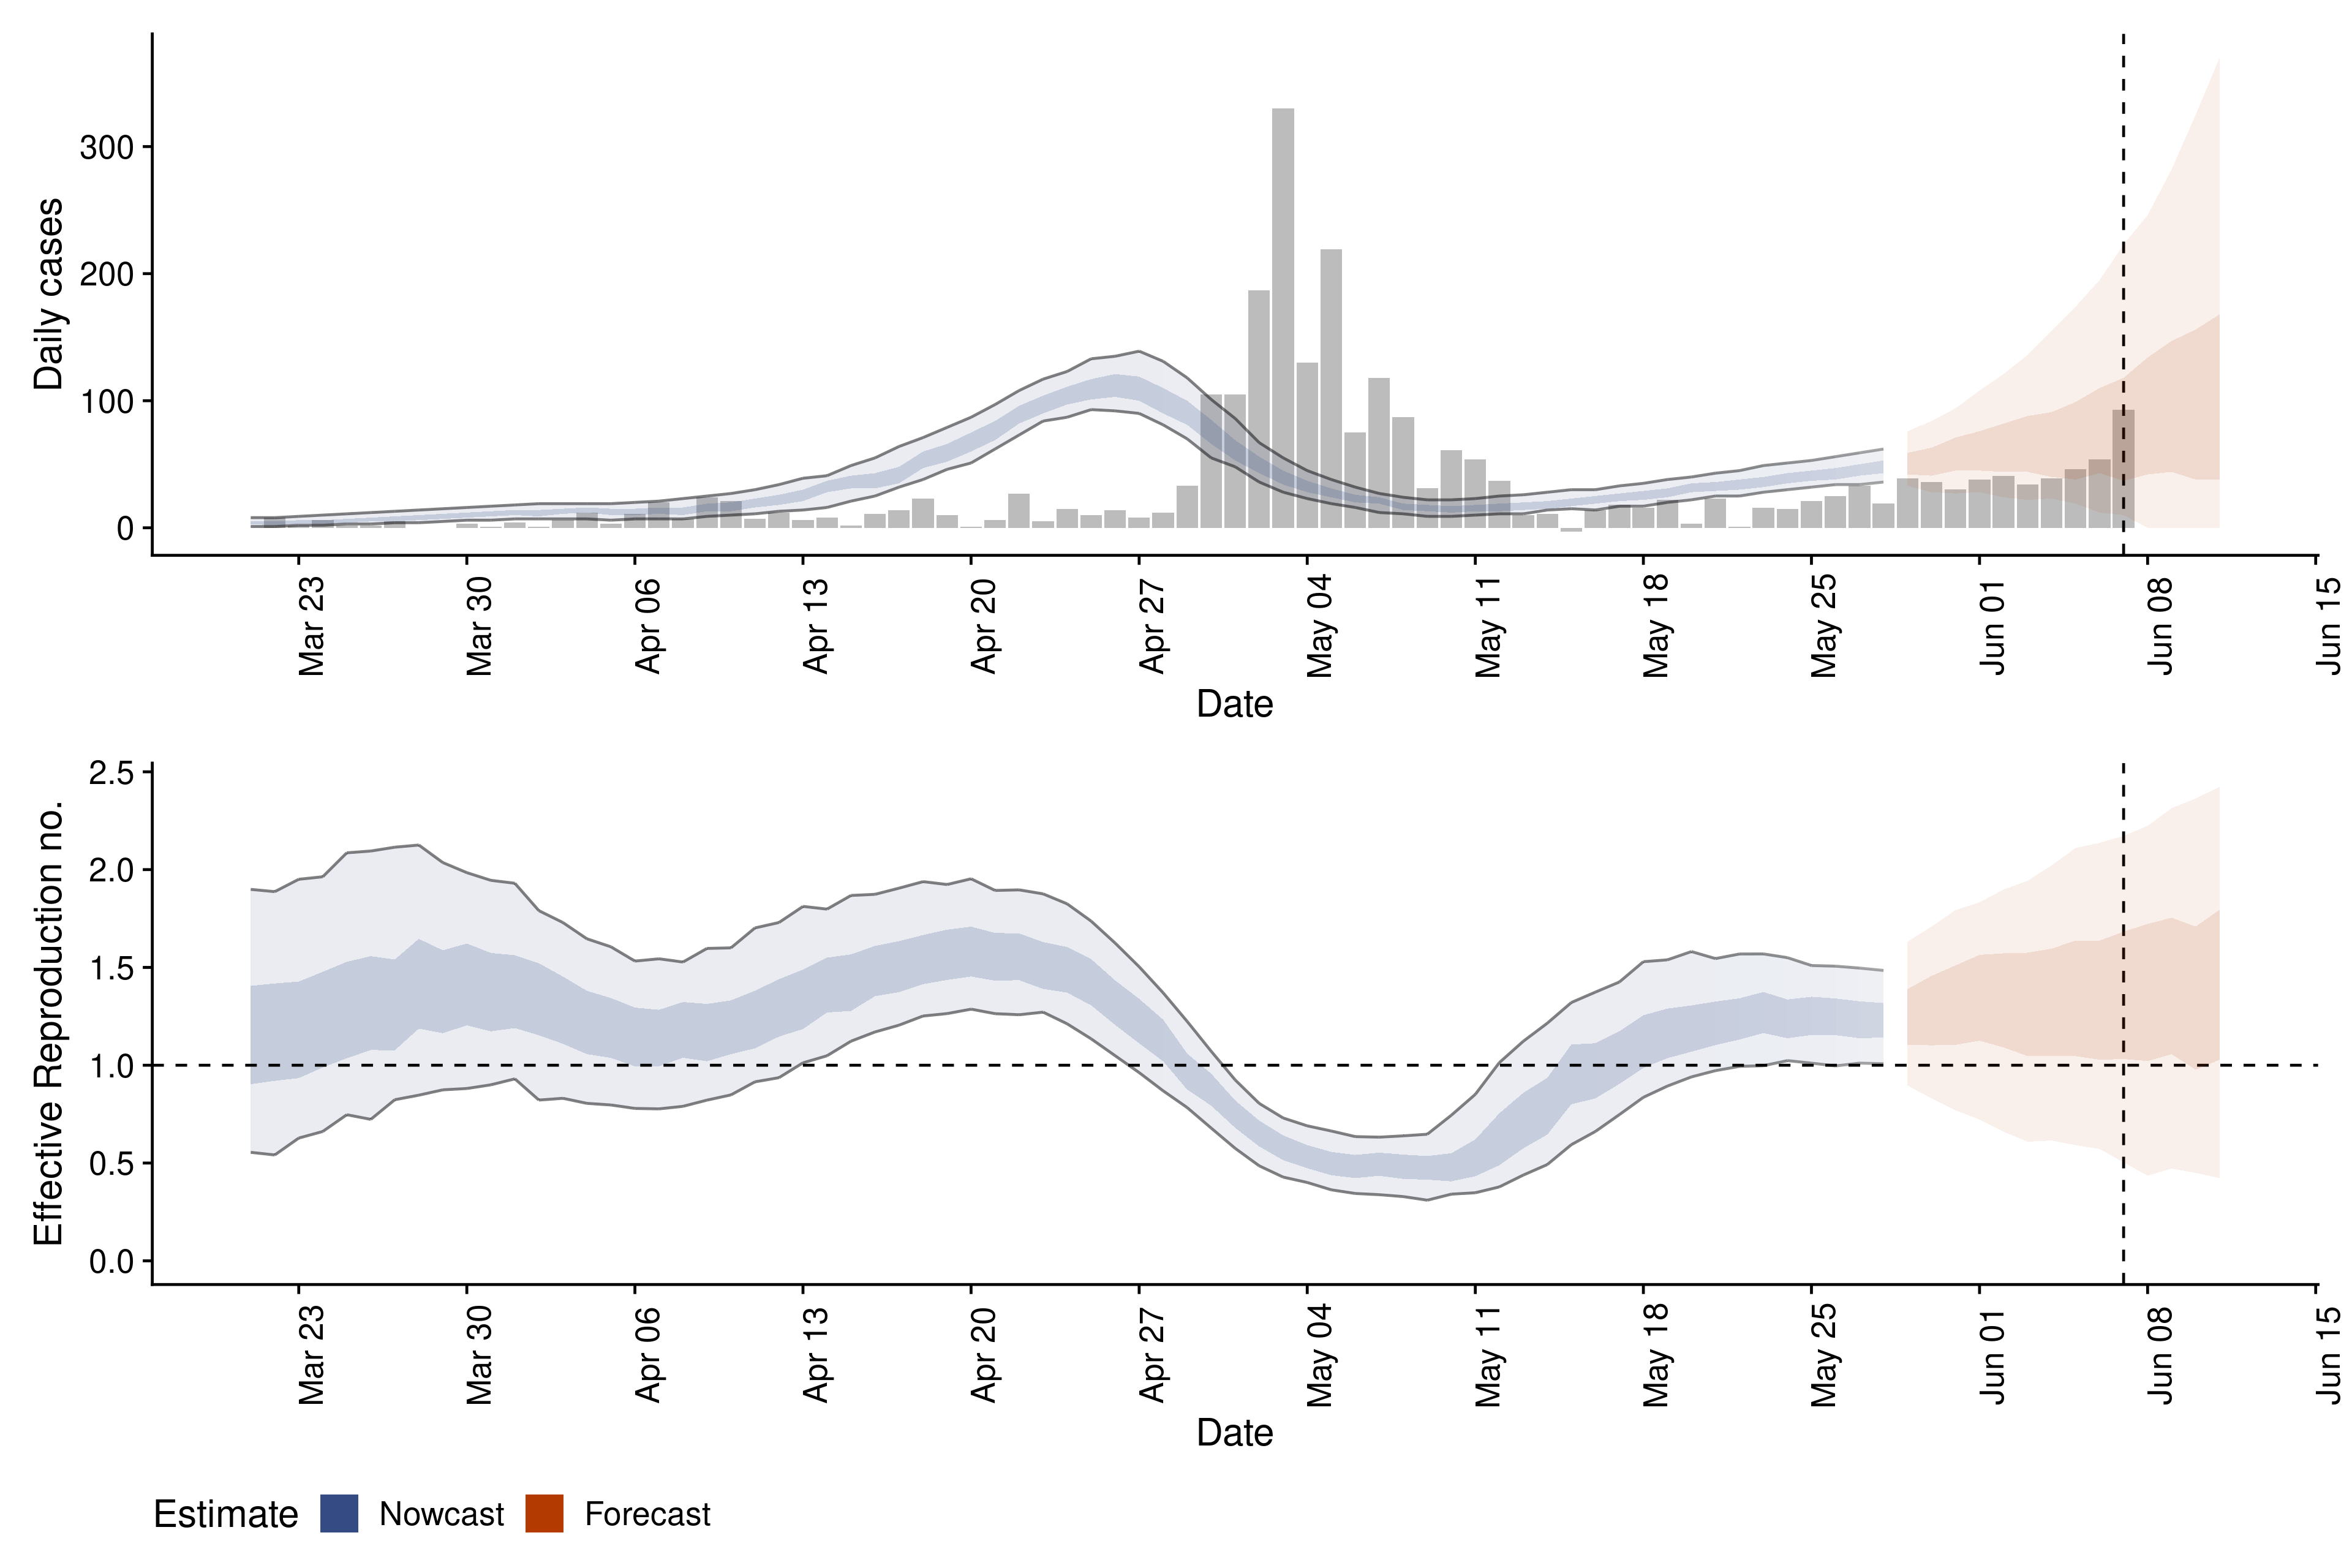 Daily cases
300
200
100
0
Mar 23
Mar 30
Apr 06
Apr 13
Apr 20
Apr 27
May 04
May 11
May 18
May 25
Jun 01
Jun 08
Jun 15
Date
Effective Reproduction no.
2.5
2.0
1.5
1.0
0.5
0.0
Mar 23
Mar 30
Apr 06
Apr 13
Apr 20
Apr 27
May 04
May 11
May 18
May 25
Jun 01
Jun 08
Jun 15
Date
Estimate Nowcast Forecast